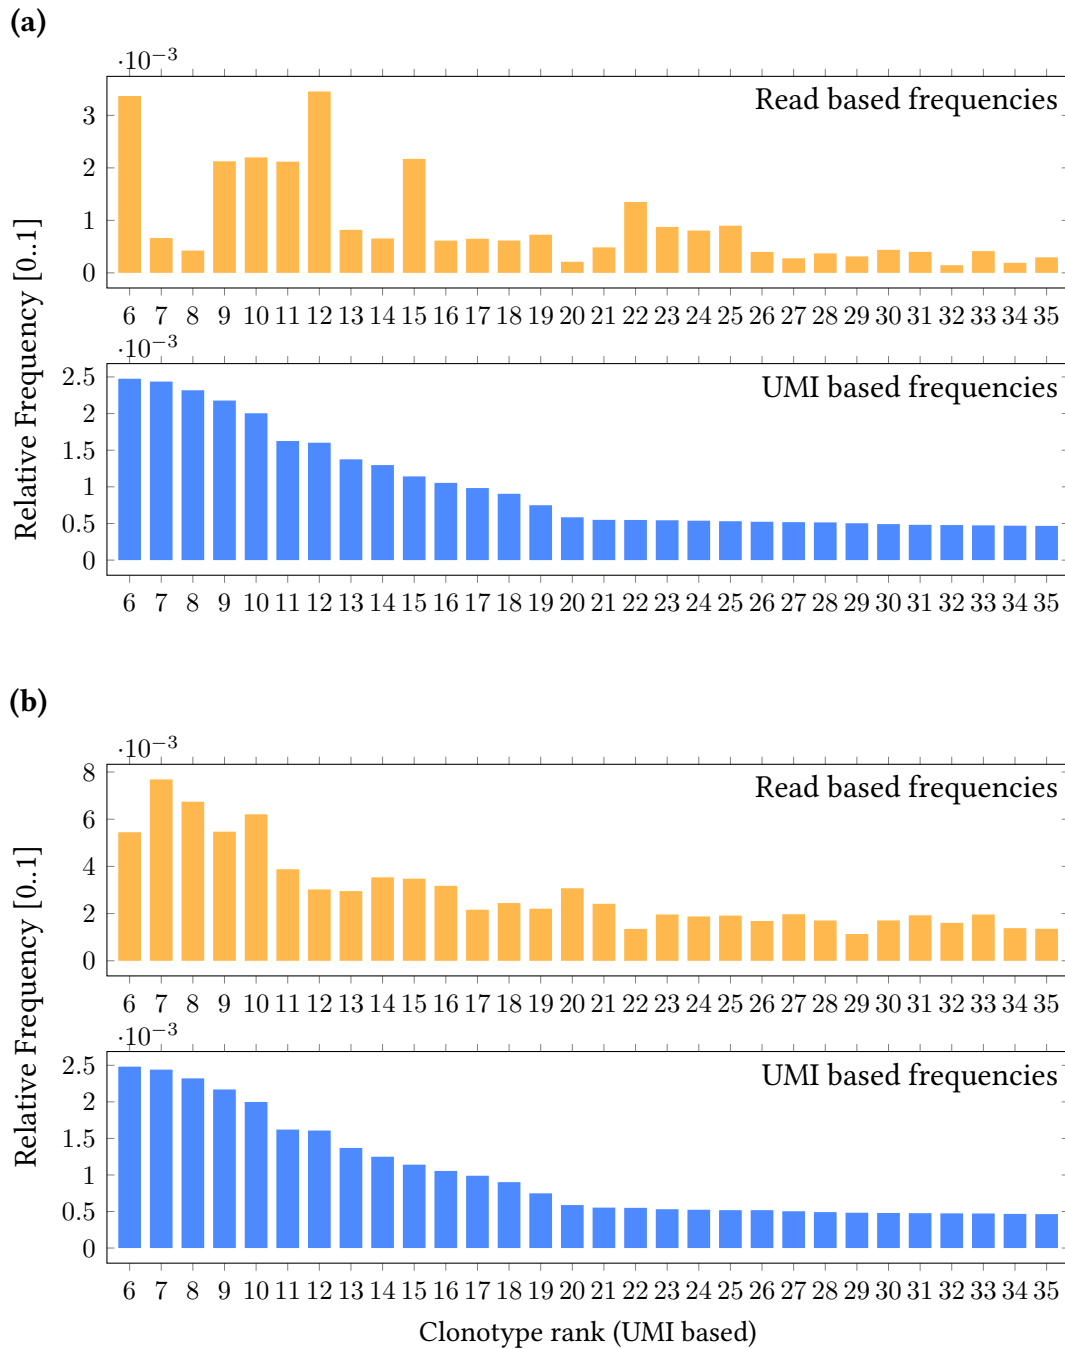 (a)
·10−3
Read based frequencies
3
2
1
0
6 7 8 9 10 11 12 13 14 15 16 17 18 19 20 21 22 23 24 25 26 27 28 29 30 31 32 33 34 35
·10−3
UMI based frequencies
2.5
2
1.5
1
0.5
0
6 7 8 9 10 11 12 13 14 15 16 17 18 19 20 21 22 23 24 25 26 27 28 29 30 31 32 33 34 35
Relative Frequency [0..1]
(b)
·10−3
Read based frequencies
8
6
4
2
0
6 7 8 9 10 11 12 13 14 15 16 17 18 19 20 21 22 23 24 25 26 27 28 29 30 31 32 33 34 35
·10−3
UMI based frequencies
2.5
2
1.5
1
0.5
0
6 7 8 9 10 11 12 13 14 15 16 17 18 19 20 21 22 23 24 25 26 27 28 29 30 31 32 33 34 35
Relative Frequency [0..1]
Clonotype rank (UMI based)